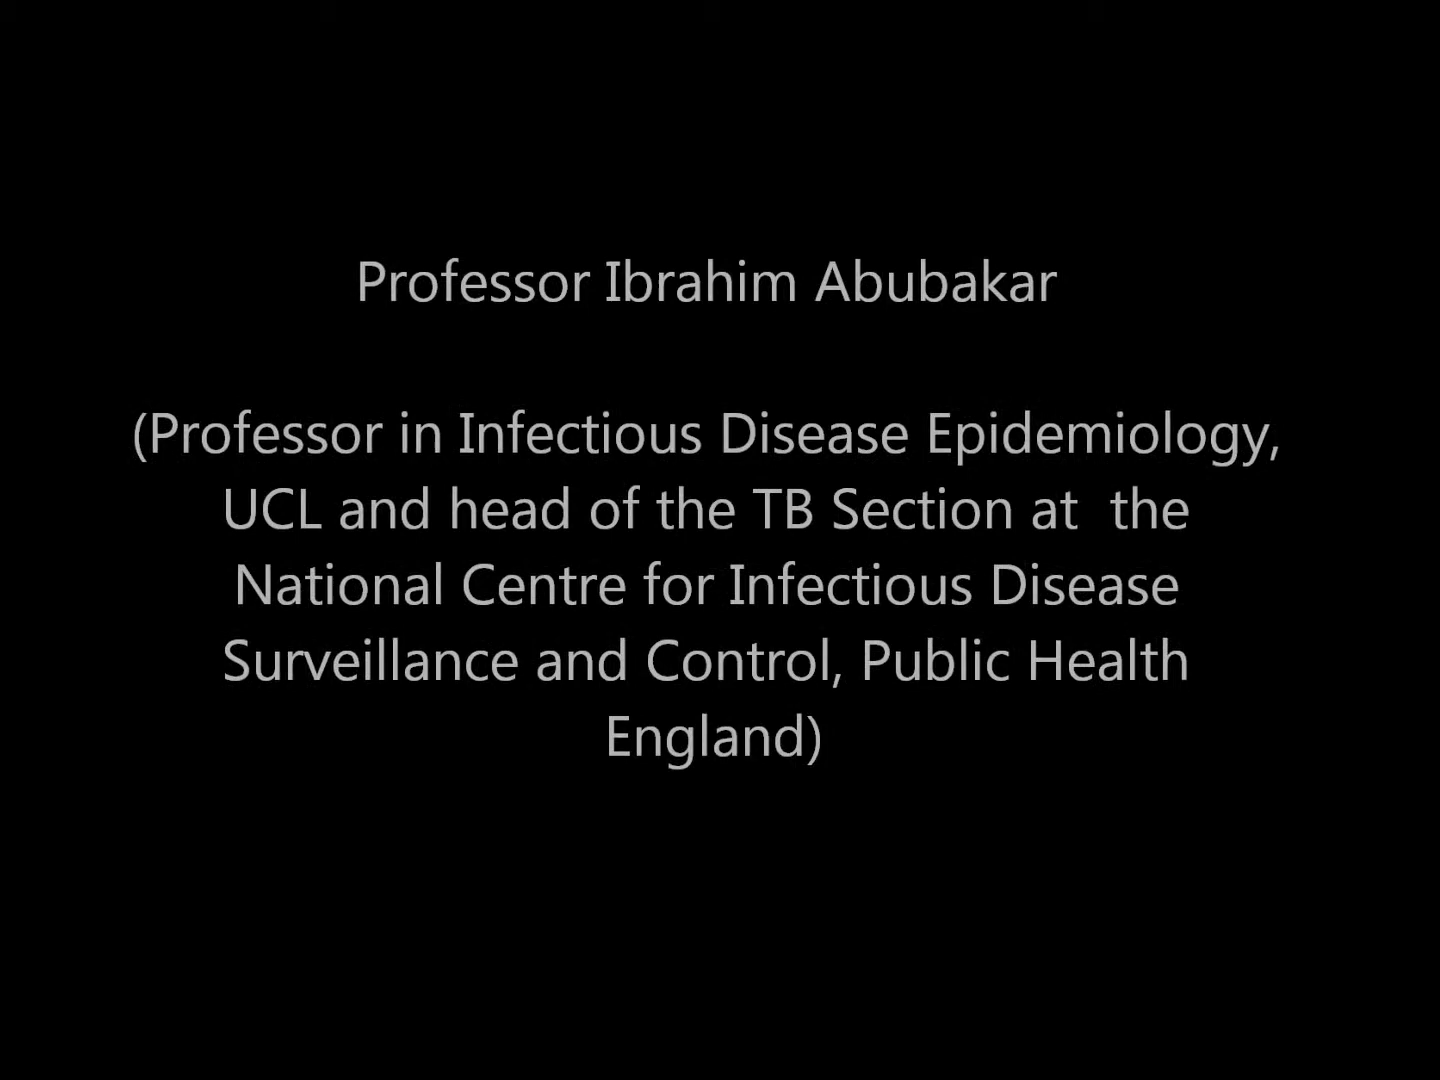 Professor Ibrahim Abubakar
(Professor in Infectious Disease Epidemiology,
UCL and head of the TB Section at  the
National Centre for Infectious Disease
Surveillance and Control, Public Health
England)